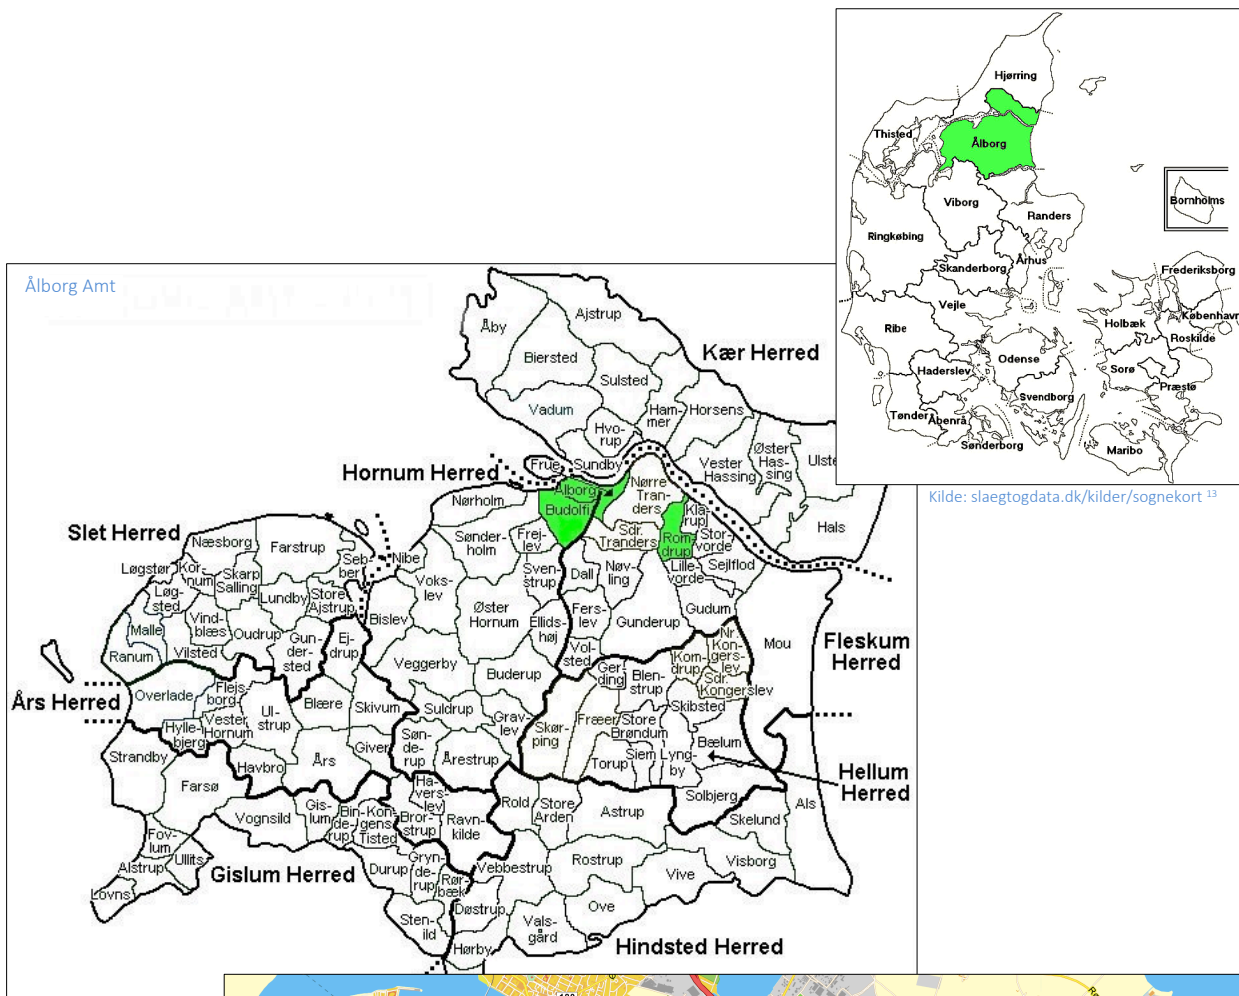 Hjørring
Thisted
Ålborg
Viborg
Randers
Bornholms
Ringkøbing
Århus
Skanderborg
Frederiksborg
Vejle
København
Ribe
Holbæk
Roskilde
Odense
Haderslev
Sorø
Præstø
Svendborg
Tønder
Åbenrå
Sønderborg
Maribo
Kilde: slaegtogdata.dk/kilder/sognekort 13
Ålborg Amt
Åby
Ajstrup
Kær Herred
Biersted
Sulsted
Vadum
Ham-
mer
Horsens
Hvo-
rup
Øster
Has-
sing
Ulste
Vester
Hassing
Hals
Hornum Herred
Frue
Sundby
Ålborg
Budolfi
Nørre
Tran-
ders
Nørholm
Sdr.
Tranders
Rom-
drup
Kla-
rup
Stor-
vorde
Sejlflod
Lille-
vorde
Slet Herred
Næsborg
Farstrup
Seb-
ber
Nibe
Sønder-
holm
Frej-
lev
Sven-
strup
Dall
Nøv-
ling
Løgstør
Kor-
num
Skarp
Salling
Løg-
sted
Lundby
Store
Ajstrup
Voks-
lev
Øster
Hornum
Ellids-
høj
Fers-
lev
Gunderup
Gudum
Malle
Vind-
blæs
Oudrup
Gun-
der-
sted
Ej-
drup
Bislev
Ranum
Vilsted
Veggerby
Buderup
Vol-
sted
Nr.
Kon-
gers-
lev
Mou
Fleskum
Herred
Års Herred
Overlade
Flejs-
borg
Ul-
strup
Blære
Skivum
Suldrup
Grav-
lev
Ger-
ding
Blen-
strup
Kom-
drup
Sdr.
Kongerslev
Skibsted
Hylle-
bjerg
Vester
Hornum
Skør-
ping
Fræer
Store
Brøndum
Bælum
Strandby
Havbro
Års
Giver
Søn-
de-
rup
Årestrup
Torup
Siem
Lyng-
by
Hellum
Herred
Farsø
Vognsild
Gis-
lum
Bin-
de-
rup
Kon-
gens
Tisted
Ha-
vers-
lev
Bror-
strup
Ravn-
kilde
Rold
Store
Arden
Astrup
Solbjerg
Skelund
Als
Fov-
lum
Alstrup
Ullits
Lovns
Gislum Herred
Durup
Gryn-
de-
rup
Rør-
bæk
Vebbestrup
Rostrup
Vive
Visborg
Sten-
ild
Døstrup
Vals-
gård
Ove
Hørby
Hindsted Herred